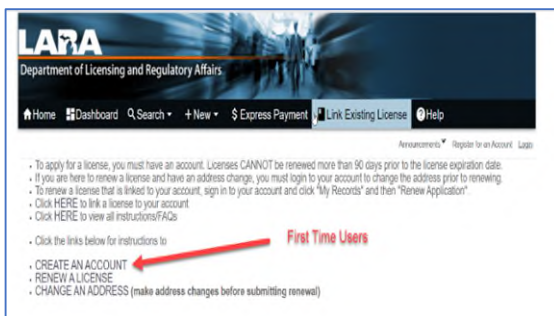 LARA
Department of Licensing and Regulatory Affairs
Home Dashboard Search + New $ Express Payment Link Existing License Help
Announcements Register for an Account Login
To apply for a license, you must have an account. Licenses CANNOT be renewed more than 90 days prior to the license expiration date.
If you are here to renew a license and have an address change, you must login to your account to change the address prior to renewing.
To renew a license that is linked to your account, sign in to your account and click "My Records" and then "Renew Application".
Click HERE to link a license to your account
Click HERE to view all instructions/FAQs
Click the links below for instructions to
First Time Users
CREATE AN ACCOUNT
RENEW A LICENSE
CHANGE AN ADDRESS (make address changes before submitting renewal)